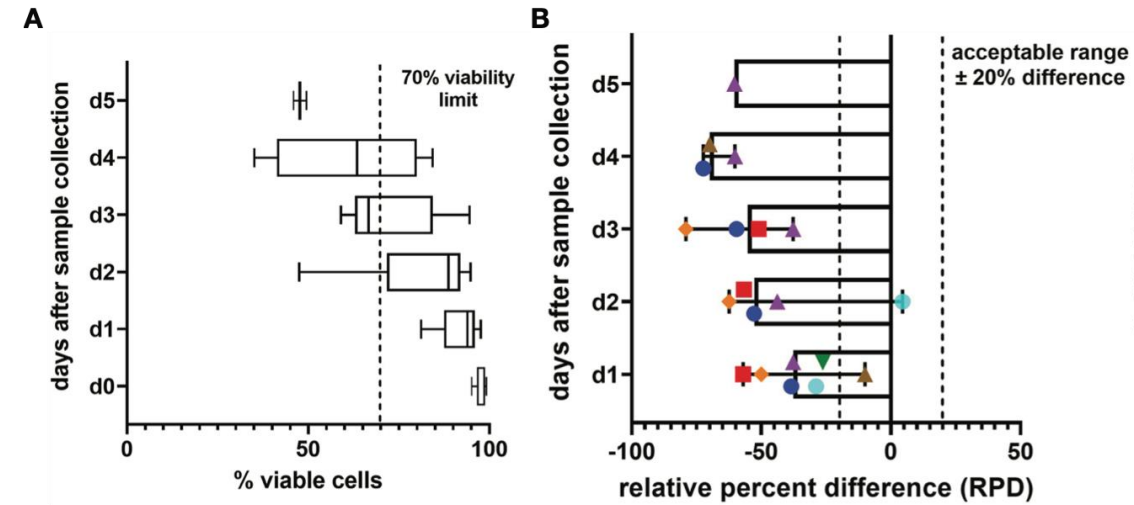 A
70% viability
limit
days after sample collection
d5
d4
d3
d2
d1
d0
0
50
100
% viable cells
B
acceptable range
± 20% difference
days after sample collection
d5
d4
d3
d2
d1
-100
-50
0
50
relative percent difference (RPD)